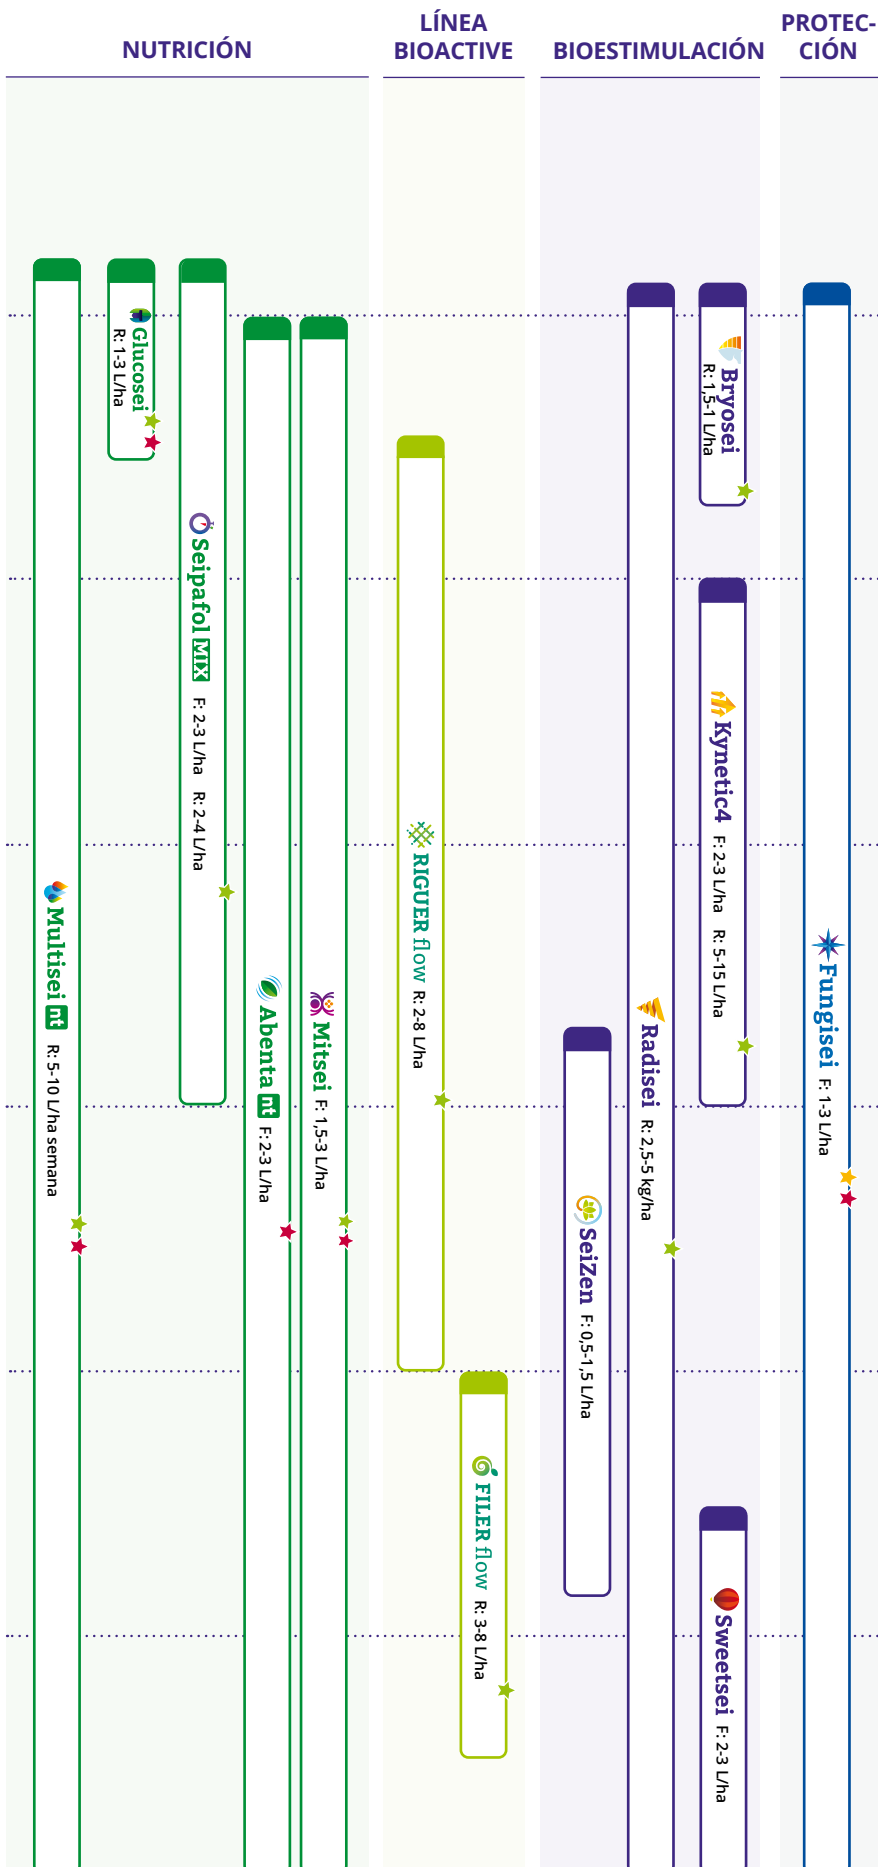 NUTRICIÓN
LÍNEA
BIOACTIVE
BIOESTIMULACIÓN
PROTEC-
CIÓN
Multisei nt R: 5-10 L/ha semana
Glucosei
R: 1-3 L/ha
Seipafol MIX F: 2-3 L/ha R: 2-4 L/ha
Abenta nt F: 2-3 L/ha
Mitsei F: 1,5-3 L/ha
RIGUER flow R: 2-8 L/ha
FILER flow R: 3-8 L/ha
SeiZen F: 0,5-1,5 L/ha
Radisei R: 2,5-5 kg/ha
Bryosei
R: 1,5-1 L/ha
Kynetic4 F: 2-3 L/ha R: 5-15 L/ha
Sweetsei F: 2-3 L/ha
Fungisei F: 1-3 L/ha